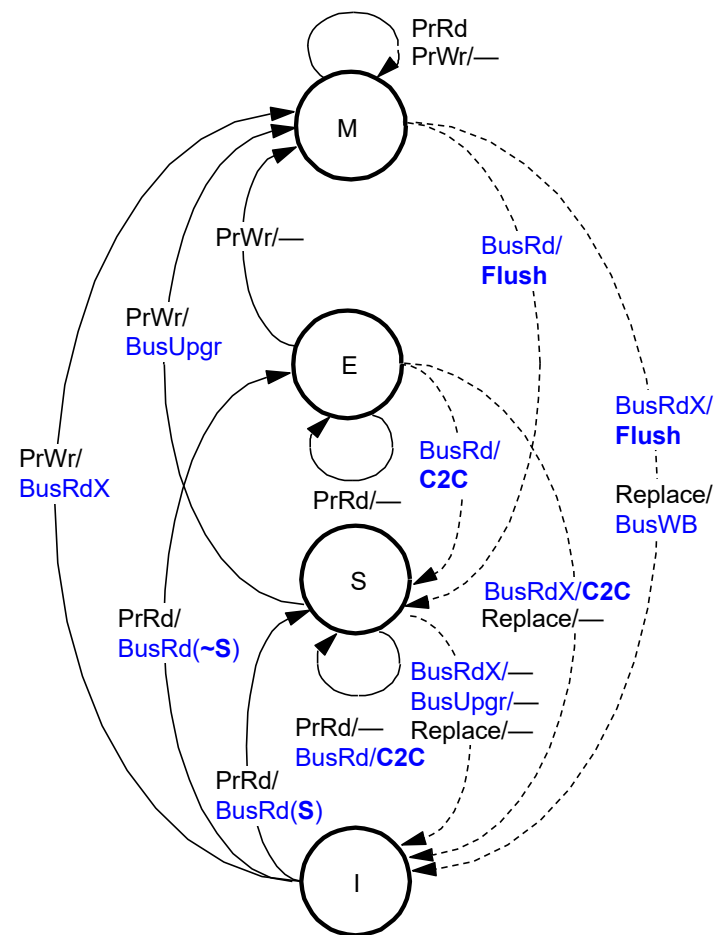 PrRd
PrWr/—
M
PrWr/—
BusRd/
Flush
PrWr/
BusUpgr
E
BusRdX/
Flush
BusRd/
C2C
PrWr/
BusRdX
PrRd/—
Replace/
BusWB
S
BusRdX/C2C
Replace/—
PrRd/
BusRd(~S)
BusRdX/—
BusUpgr/—
Replace/—
PrRd/—
BusRd/C2C
PrRd/
BusRd(S)
I